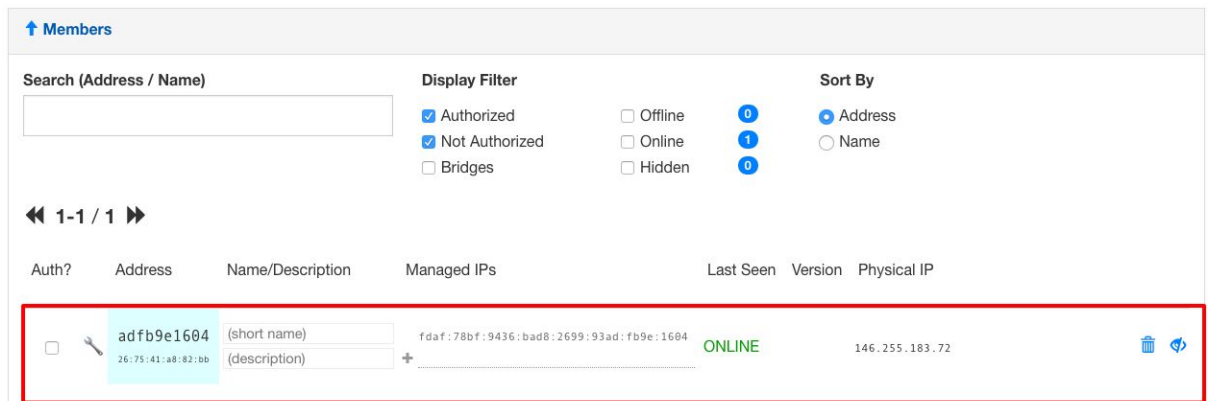 Members
Search (Address / Name)
Display Filter
Sort By
Authorized
Offline
0
Address
Not Authorized
Online
1
Name
Bridges
Hidden
0
1-1 / 1
Auth?
Address
Name/Description
Managed IPs
Last Seen
Version
Physical IP
adfb9e1604
26:75:41:a8:82:bb
(short name)
(description)
fdaf:78bf:9436:bad8:2699:93ad:fb9e:1604
+
ONLINE
146.255.183.72